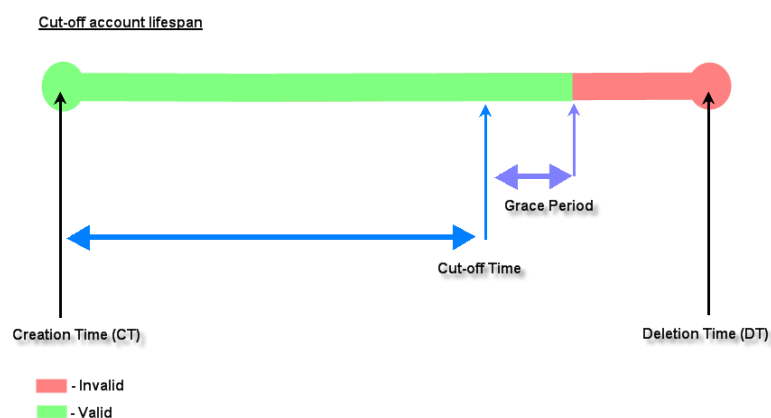 Cut-off account lifespan
Grace Period
Cut-off Time
Creation Time (CT)
Deletion Time (DT)
- Invalid
- Valid